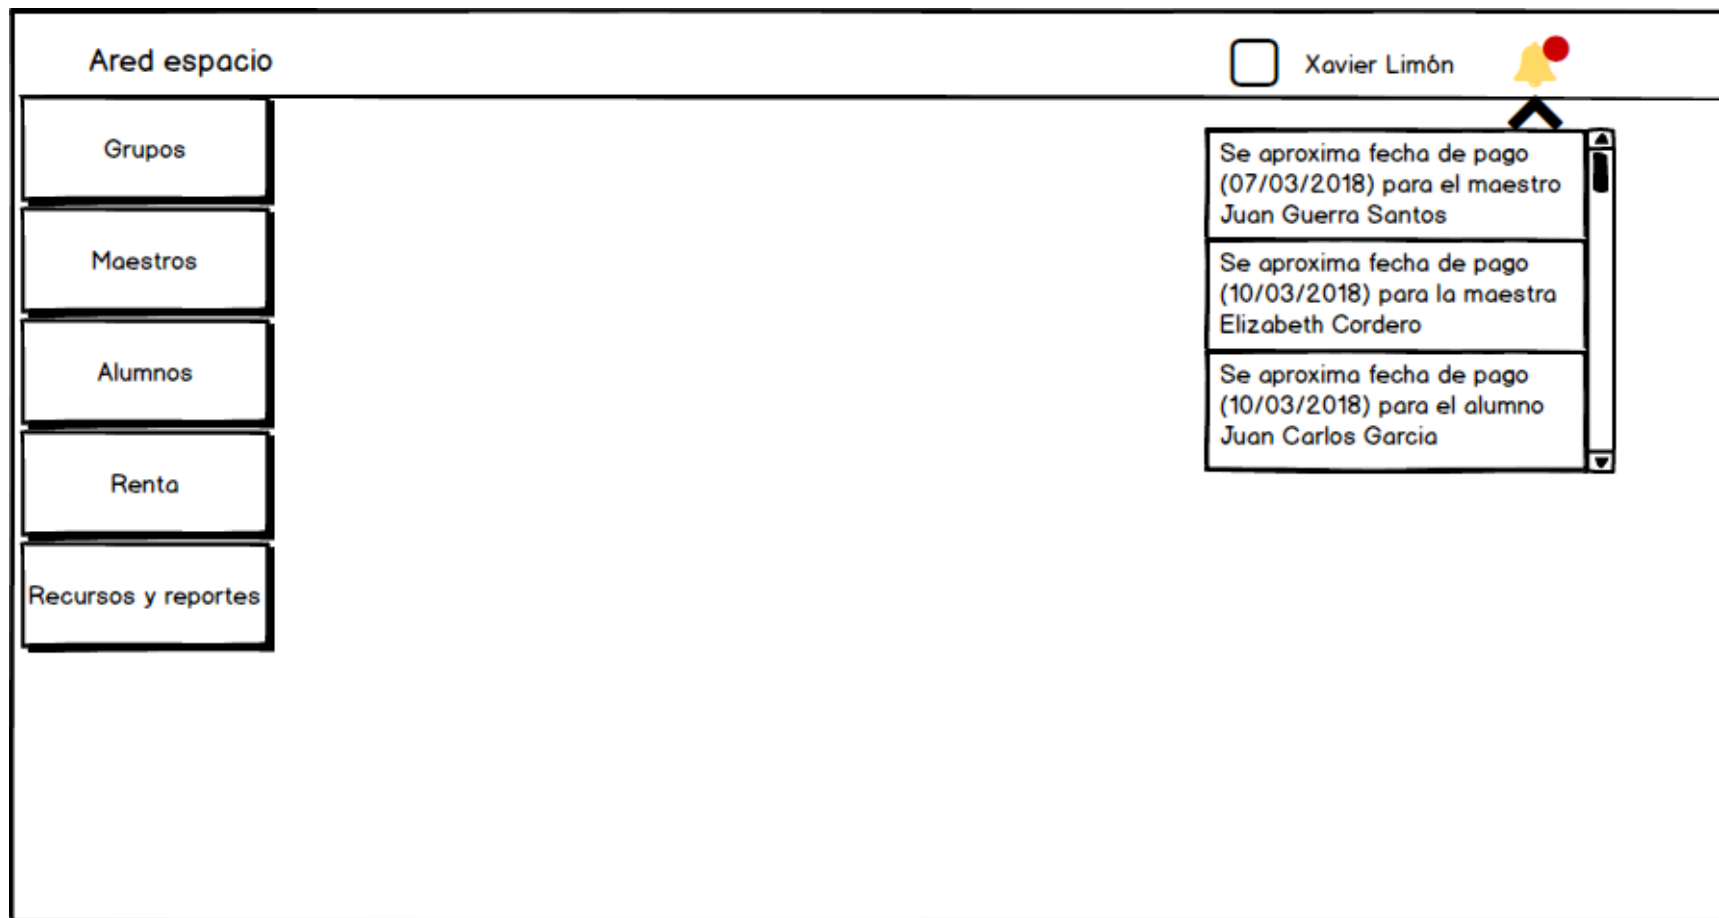 Ared espacio
Xavier Limón
Grupos
Maestros
Alumnos
Renta
Recursos y reportes
Se aproxima fecha de pago
(07/03/2018) para el maestro
Juan Guerra Santos
Se aproxima fecha de pago
(10/03/2018) para la maestra
Elizabeth Cordero
Se aproxima fecha de pago
(10/03/2018) para el alumno
Juan Carlos Garcia